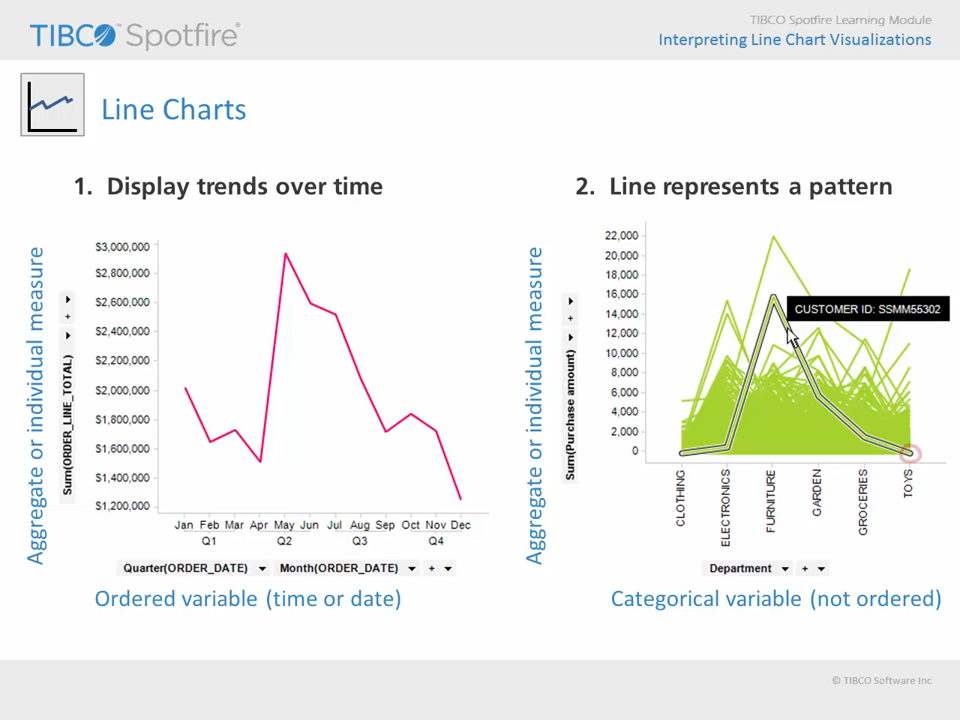 TIBCO Spotfire Learning Module
TIBCO™ Spotfire®
Interpreting Line Chart Visualizations
Line Charts
1. Display trends over time
Aggregate or individual measure
Sum(ORDER_LINE_TOTAL)
+
$3,000,000
$2,800,000
$2,600,000
$2,400,000
$2,200,000
$2,000,000
$1,800,000
$1,600,000
$1,400,000
$1,200,000
Jan Feb Mar Apr May Jun Jul Aug Sep Oct Nov Dec
Q1 Q2 Q3 Q4
Quarter(ORDER_DATE) Month(ORDER_DATE) +
Ordered variable (time or date)
2. Line represents a pattern
Aggregate or individual measure
Sum(Purchase amount)
+
22,000
20,000
18,000
16,000
14,000
12,000
10,000
8,000
6,000
4,000
2,000
0
CUSTOMER ID: SSMM55302
CLOTHING
ELECTRONICS
FURNITURE
GARDEN
GROCERIES
TOYS
Department +
Categorical variable (not ordered)
© TIBCO Software Inc